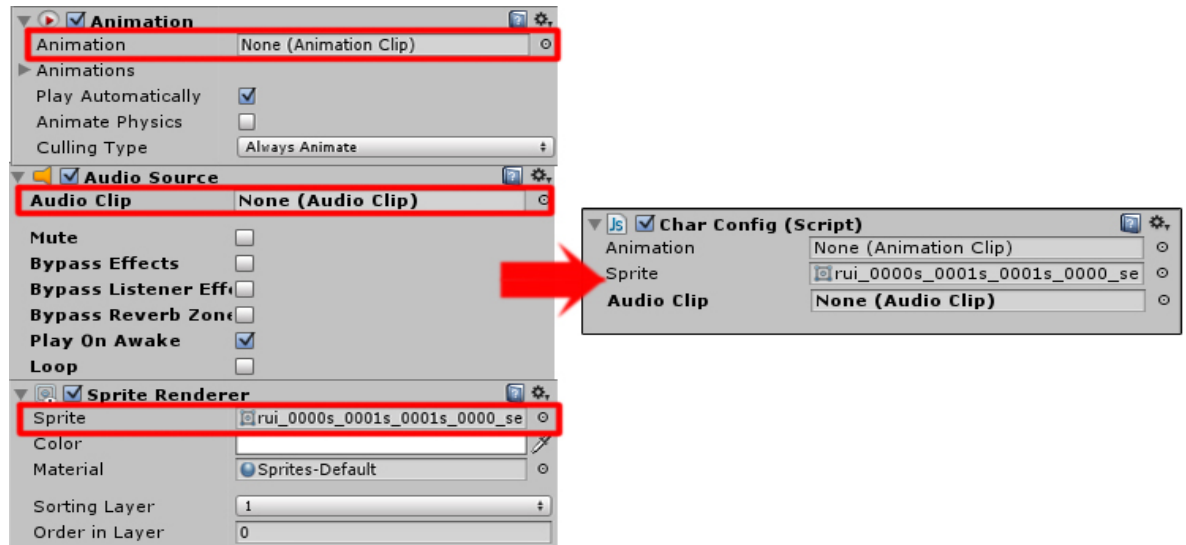 Animation
Animation None (Animation Clip)
Animations
Play Automatically
Animate Physics
Culling Type Always Animate
Audio Source
Audio Clip None (Audio Clip)
Mute
Bypass Effects
Bypass Listener Effe
Bypass Reverb Zone
Play On Awake
Loop
Sprite Renderer
Sprite rui_0000s_0001s_0001s_0000_se
Color
Material Sprites-Default
Sorting Layer 1
Order in Layer 0
Js Char Config (Script)
Animation None (Animation Clip)
Sprite rui_0000s_0001s_0001s_0000_se
Audio Clip None (Audio Clip)